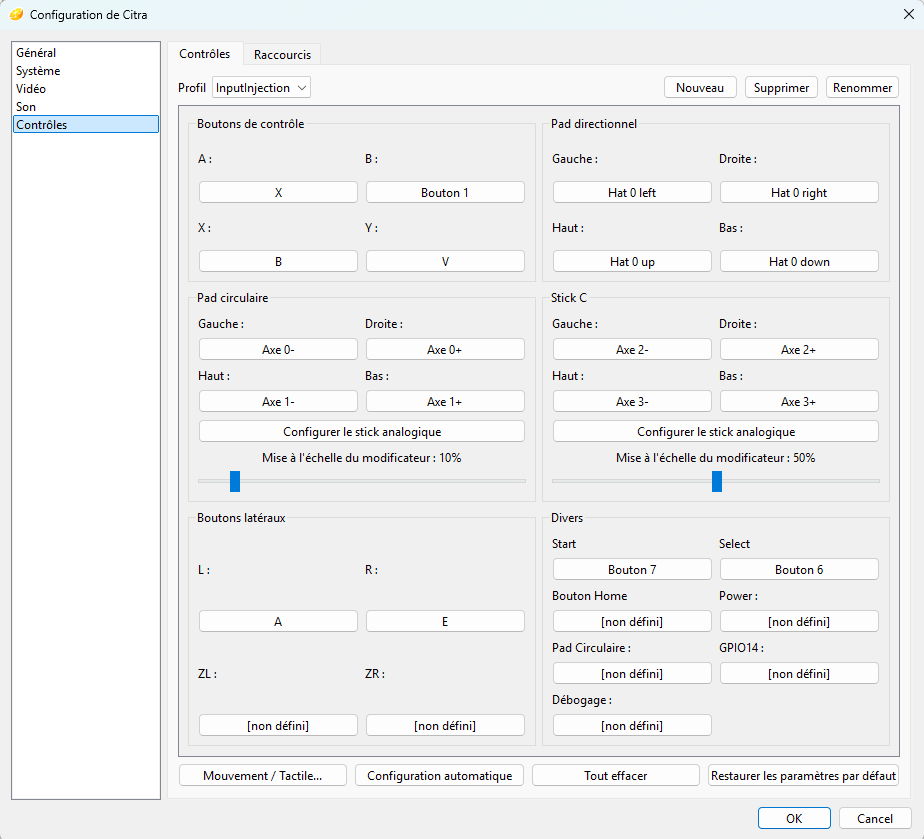 Configuration de Citra
Général
Système
Vidéo
Son
Contrôles
Contrôles Raccourcis
Profil InputInjection Nouveau Supprimer Renommer
Boutons de contrôle
A : B :
X Bouton 1
X : Y :
B V
Pad directionnel
Gauche : Droite :
Hat 0 left Hat 0 right
Haut : Bas :
Hat 0 up Hat 0 down
Pad circulaire
Gauche : Droite :
Axe 0- Axe 0+
Haut : Bas :
Axe 1- Axe 1+
Configurer le stick analogique
Mise à l'échelle du modificateur : 10%
Stick C
Gauche : Droite :
Axe 2- Axe 2+
Haut : Bas :
Axe 3- Axe 3+
Configurer le stick analogique
Mise à l'échelle du modificateur : 50%
Boutons latéraux
L : R :
A E
ZL : ZR :
[non défini] [non défini]
Divers
Start Select
Bouton 7 Bouton 6
Bouton Home Power :
[non défini] [non défini]
Pad Circulaire : GPIO14 :
[non défini] [non défini]
Débogage :
[non défini]
Mouvement / Tactile... Configuration automatique Tout effacer Restaurer les paramètres par défaut
OK Cancel